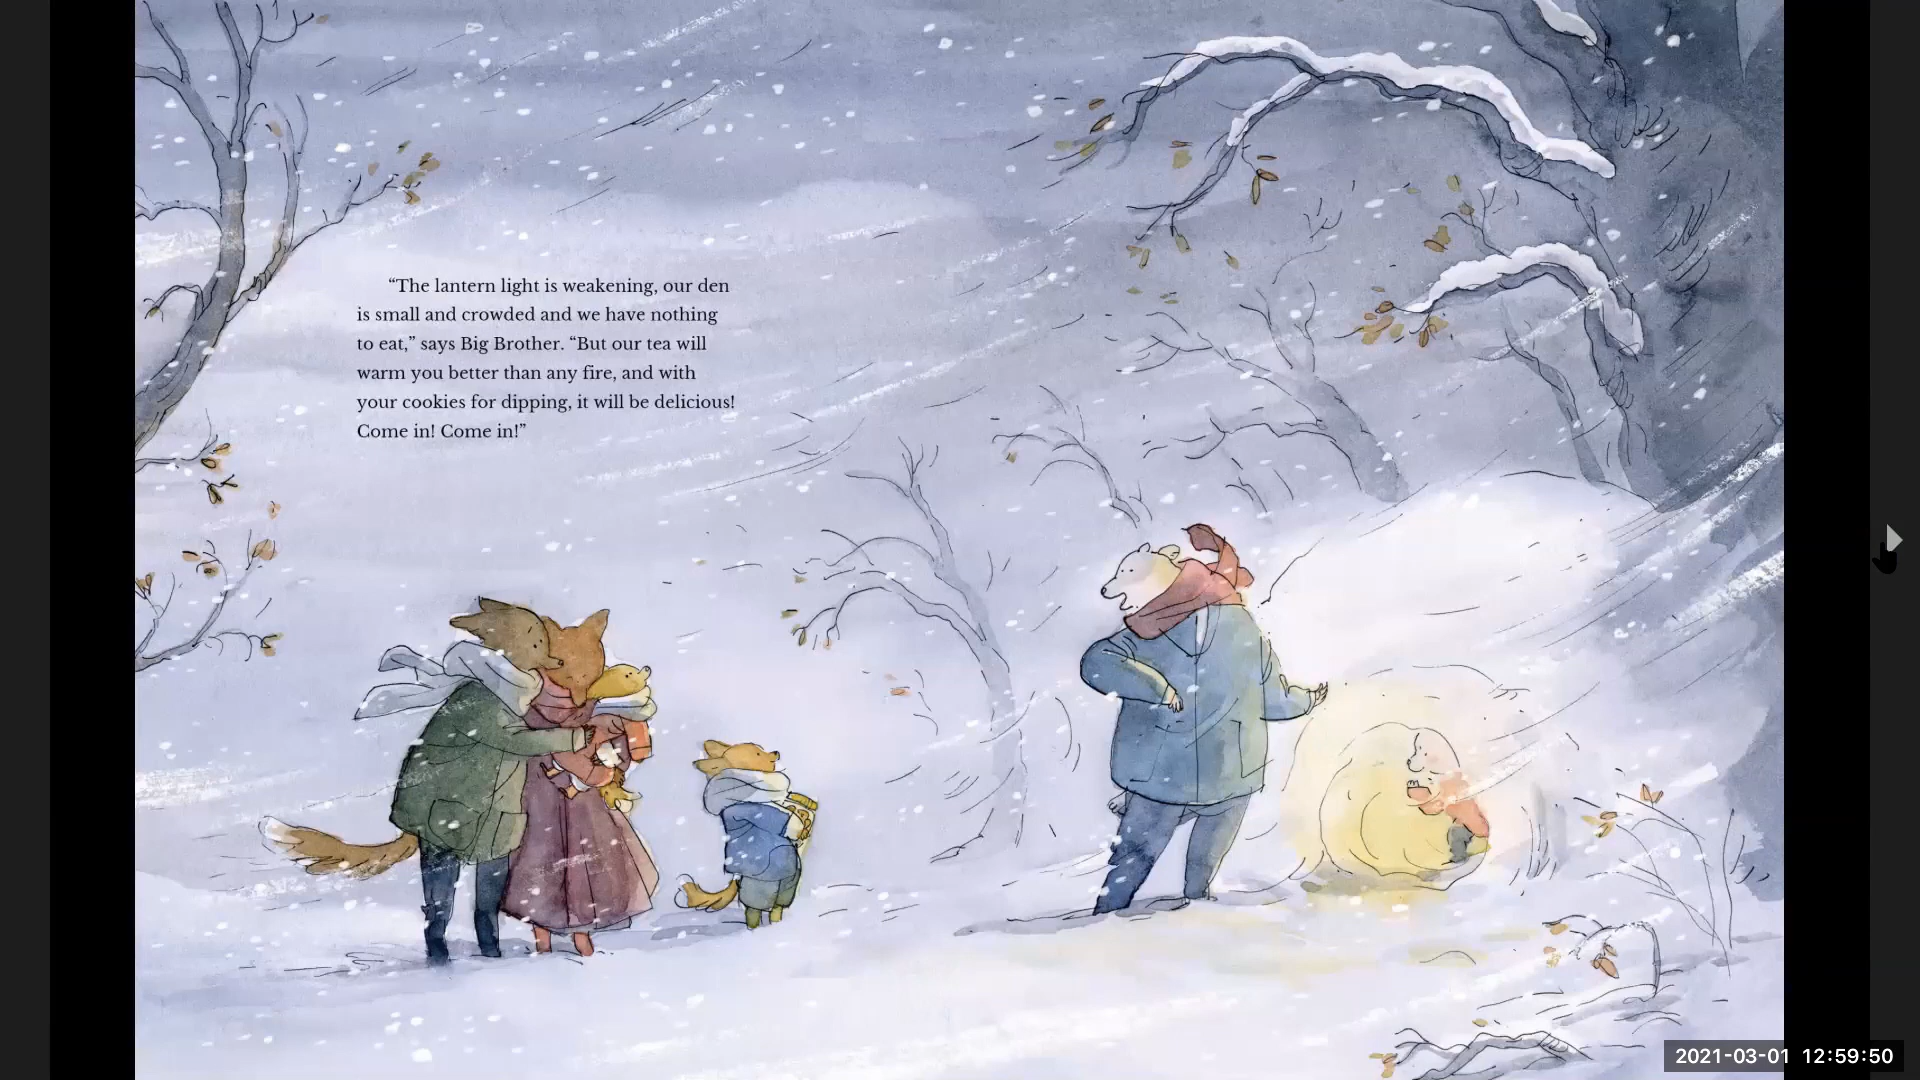 “The lantern light is weakening, our den
is small and crowded and we have nothing
to eat,” says Big Brother. “But our tea will
warm you better than any fire, and with
your cookies for dipping, it will be delicious!
Come in! Come in!”
2021-03-01 12:59:50